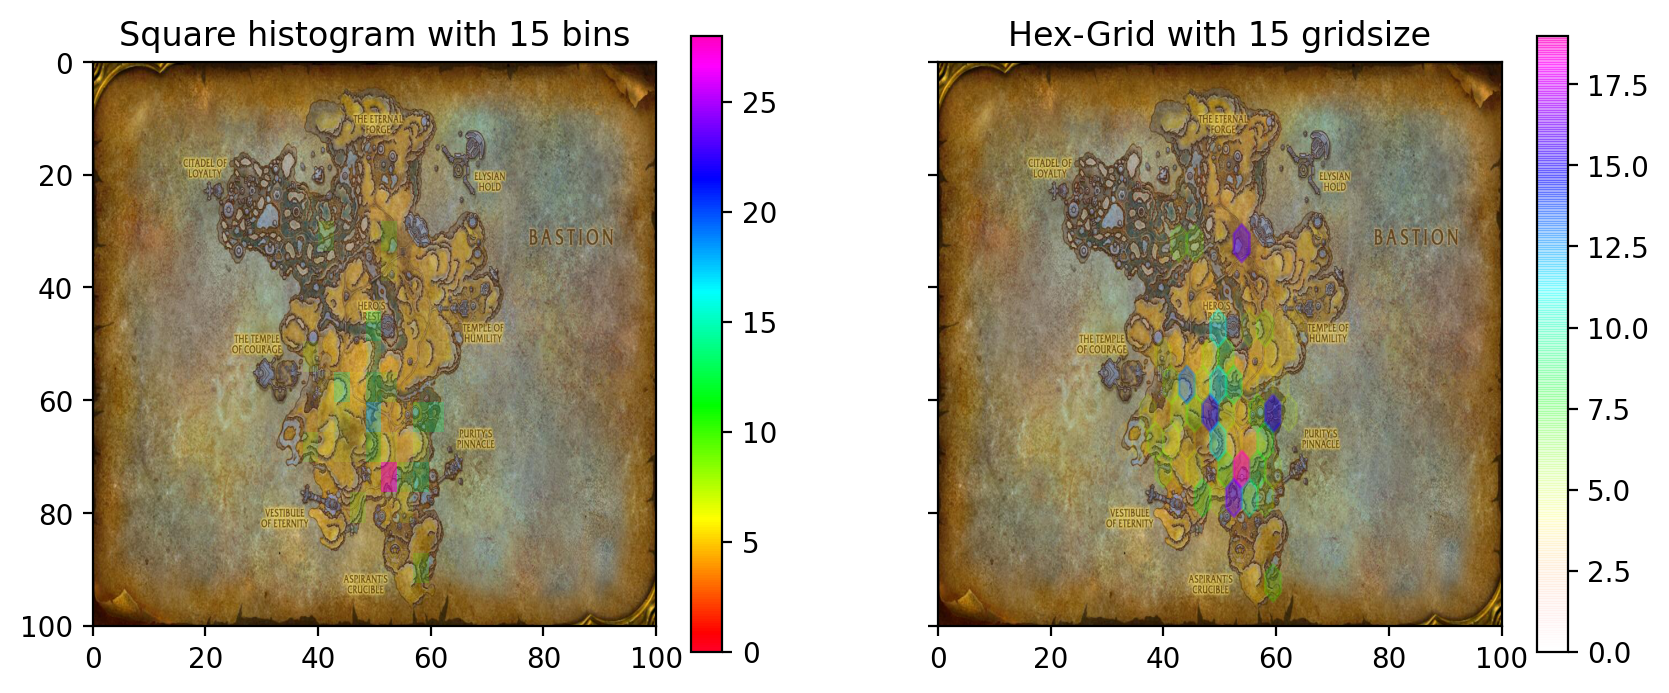 Square histogram with 15 bins
0
20
40
60
80
100
0
20
40
60
80
100
THE ETERNAL
FORGE
CITADEL OF
LOYALTY
ELYSIAN
HOLD
BASTION
HERO'S
REST
TEMPLE OF
HUMILITY
THE TEMPLE
OF COURAGE
PURITY'S
PINNACLE
VESTIBULE
OF ETERNITY
ASPIRANT'S
CRUCIBLE
25
20
15
10
5
0
Hex-Grid with 15 gridsize
THE ETERNAL
FORGE
CITADEL OF
LOYALTY
ELYSIAN
HOLD
BASTION
HERO'S
REST
TEMPLE OF
HUMILITY
THE TEMPLE
OF COURAGE
PURITY'S
PINNACLE
VESTIBULE
OF ETERNITY
ASPIRANT'S
CRUCIBLE
0
20
40
60
80
100
17.5
15.0
12.5
10.0
7.5
5.0
2.5
0.0